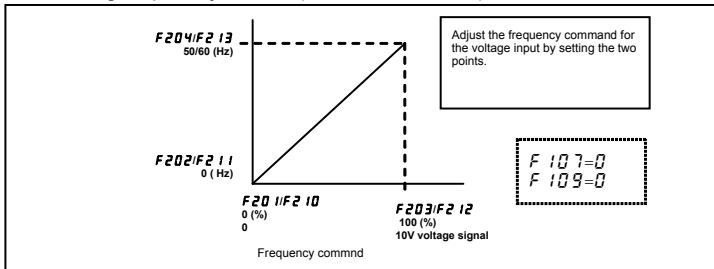 F204/F213
50/60 (Hz)
Adjust the frequency command for
the voltage input by setting the two
points.
F202/F211
0 ( Hz)
F107=0
F109=0
F201/F210
0 (%)
0
F203/F212
100 (%)
10V voltage signal
Frequency commnd